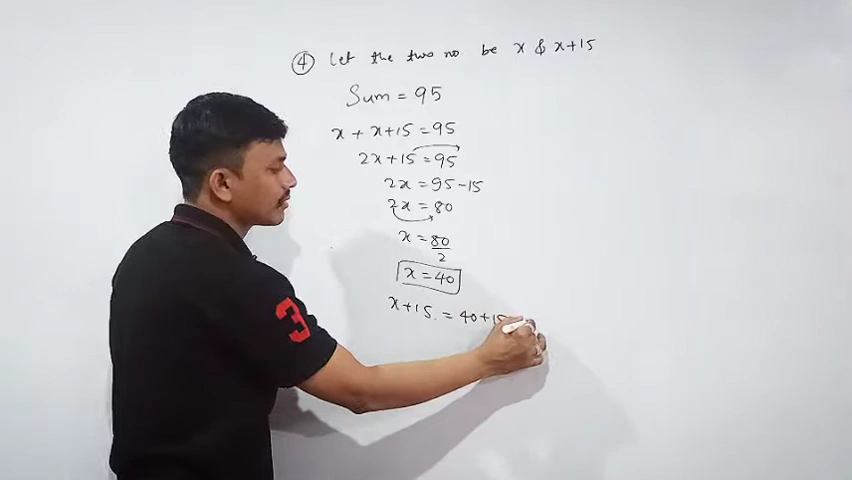 ④ Let the two no. be x & x+15
Sum = 95
x + x+15 = 95
2x+15 = 95
2x = 95-15
2x = 80
x = 80/2
x = 40
x+15. = 40+15
3